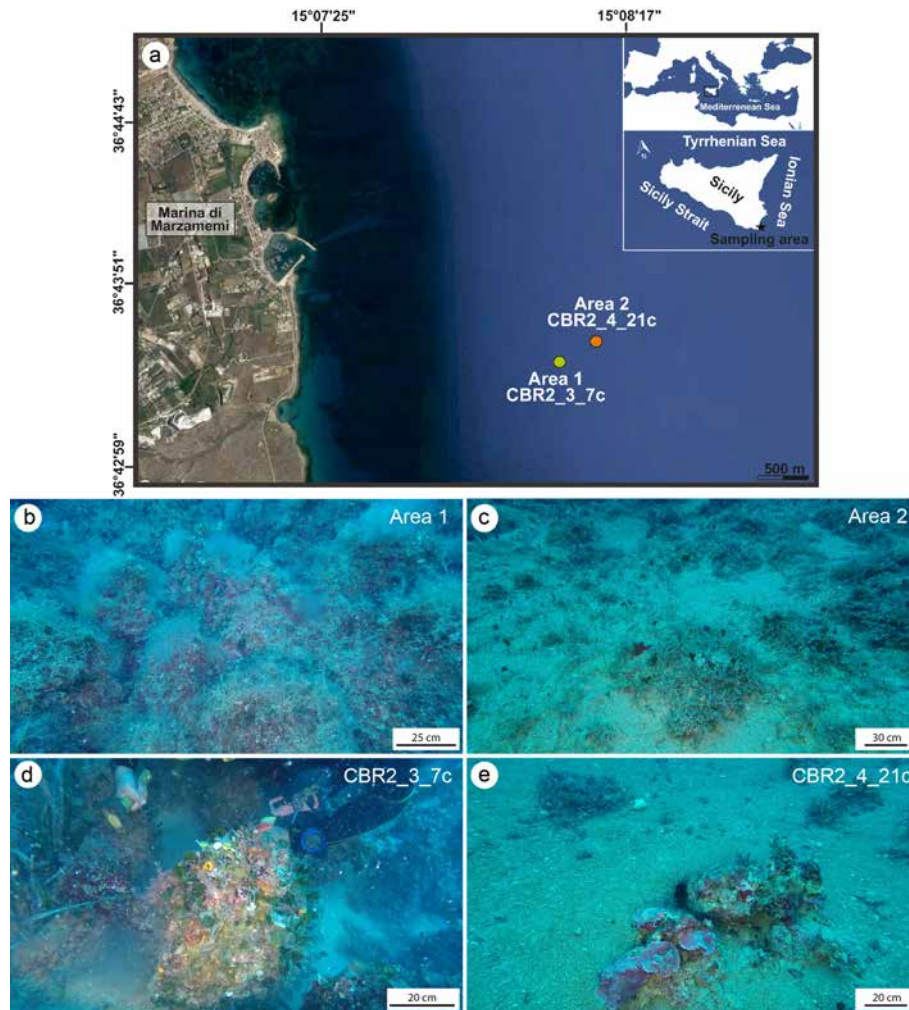 15°07'25"
15°08'17"
a
36°44'43"
36°43'51"
36°42'59"
Marina di
Marzamemi
Mediterranean Sea
Tyrrhenian Sea
Ionian Sea
Sicily Strait
Sicily
N
Sampling area
Area 2
CBR2_4_21c
Area 1
CBR2_3_7c
500 m
b
Area 1
25 cm
c
Area 2
30 cm
d
CBR2_3_7c
20 cm
e
CBR2_4_21c
20 cm